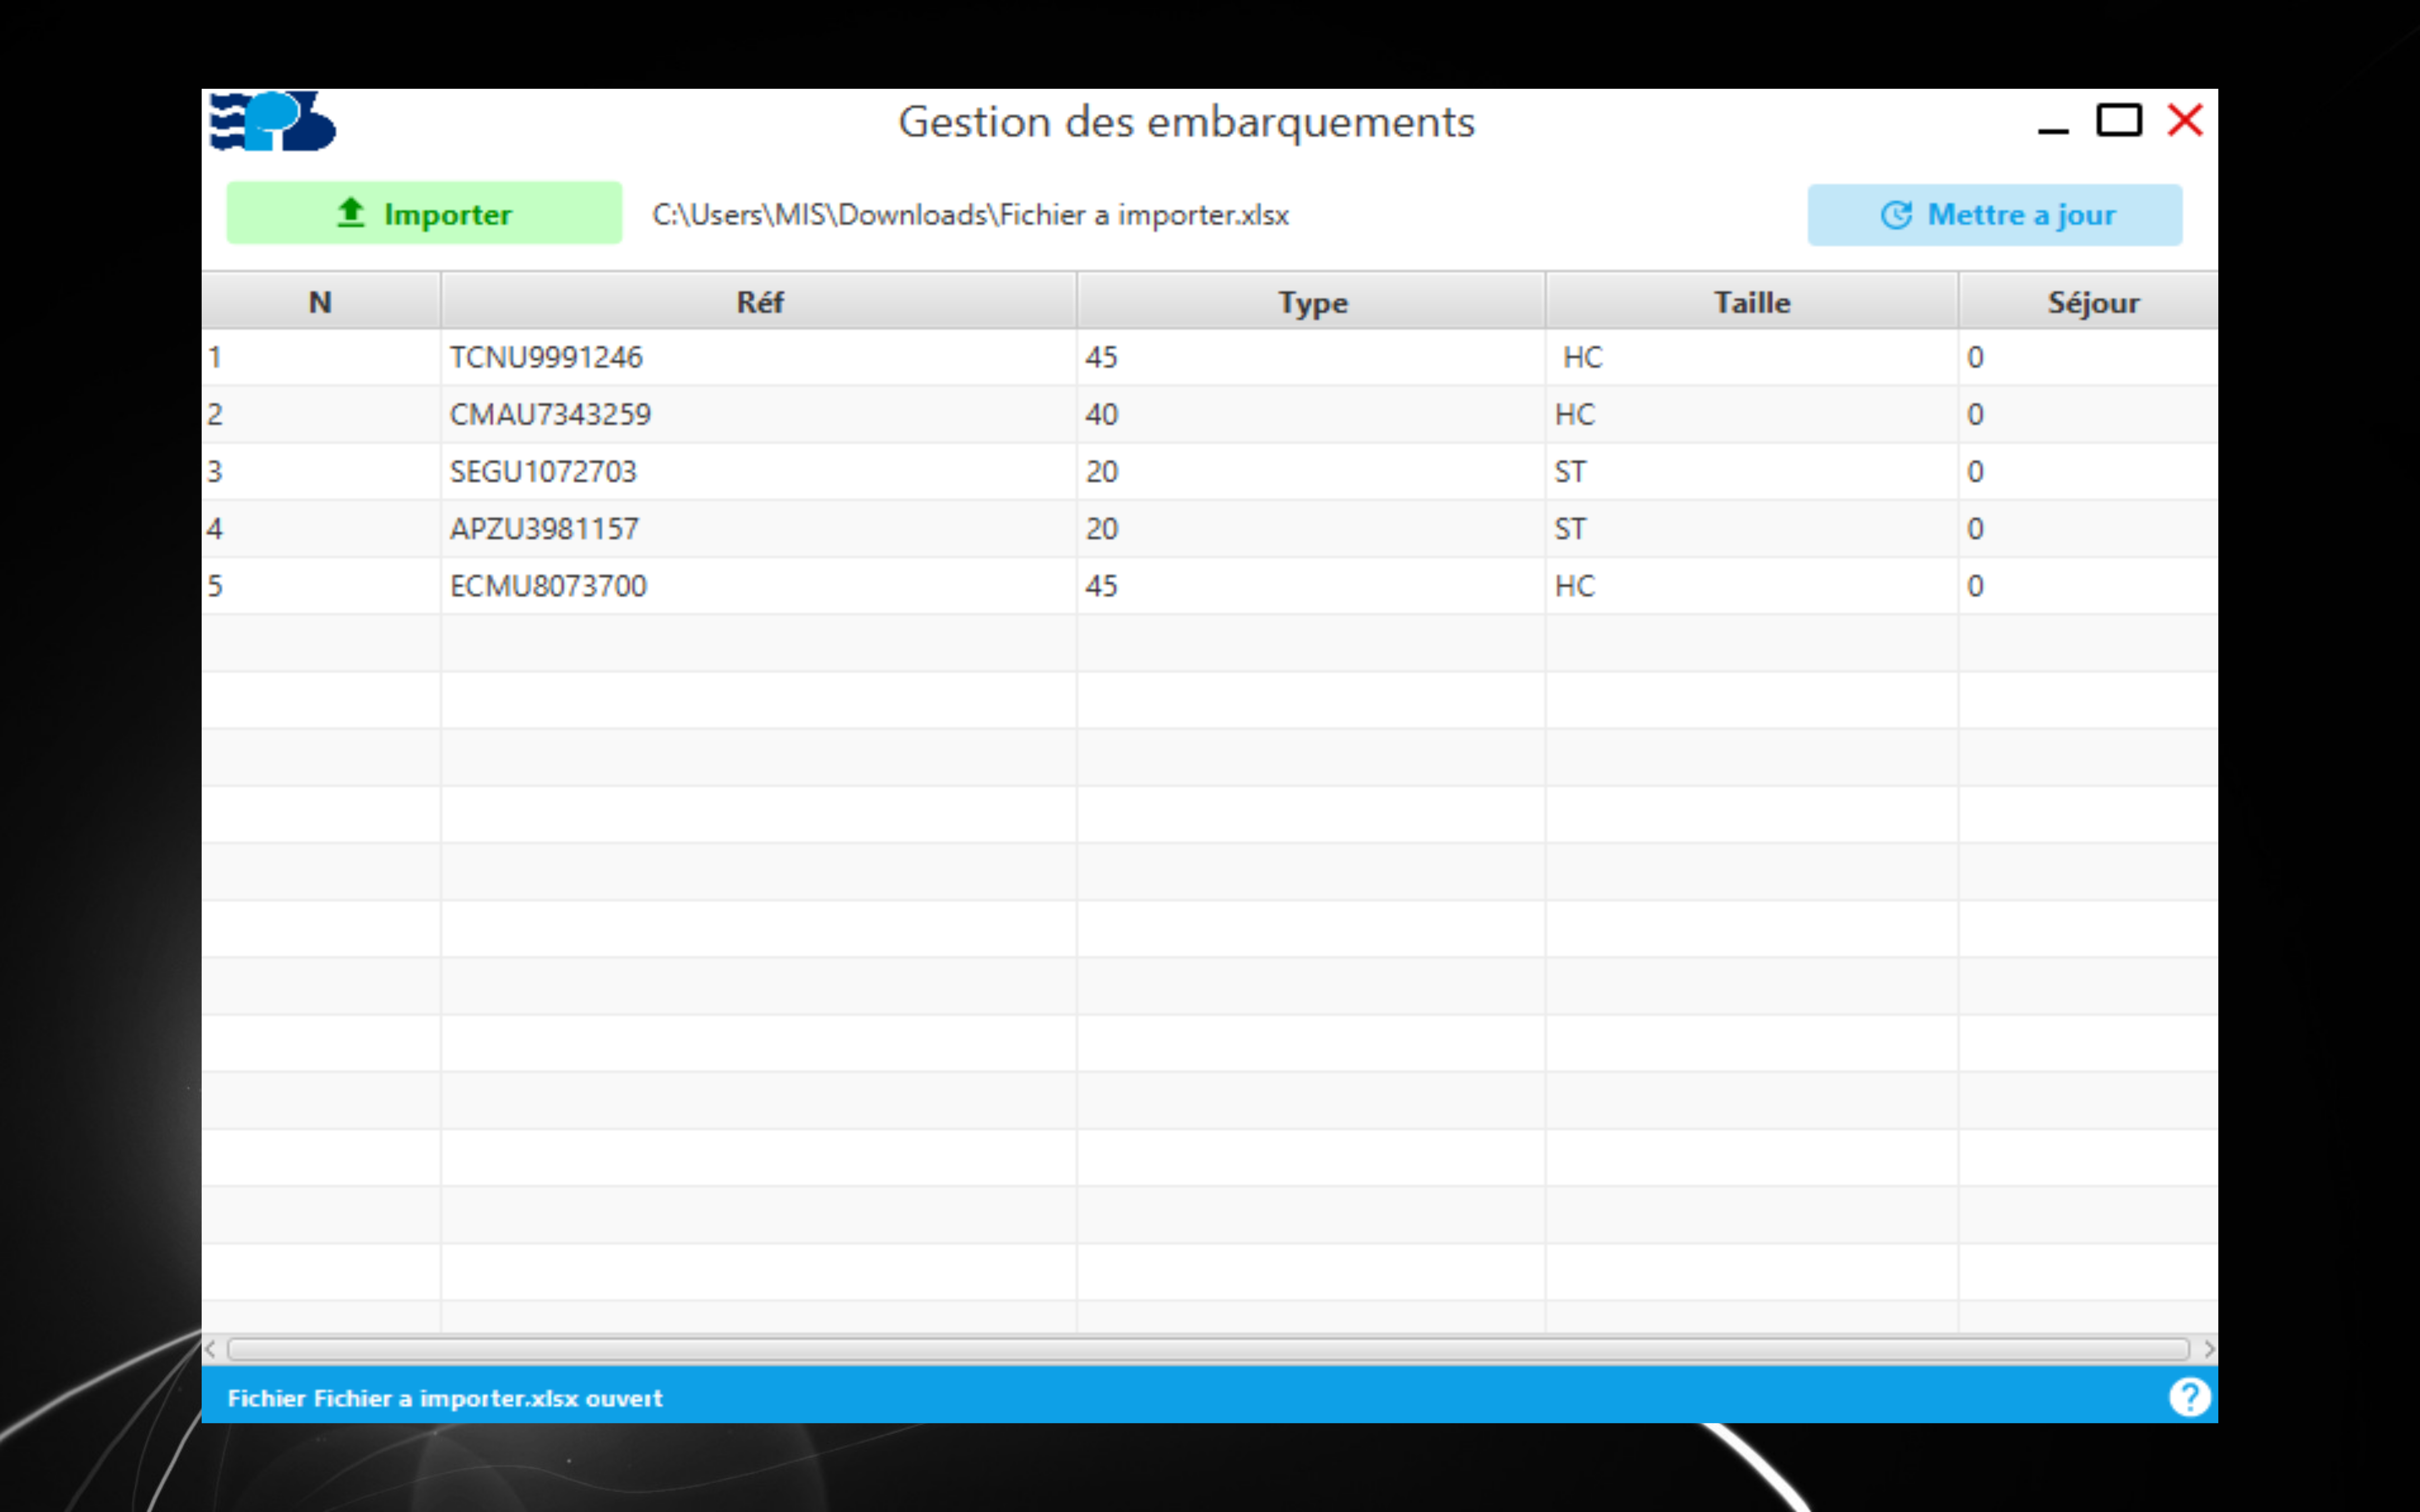 Gestion des embarquements
Importer C:\Users\MIS\Downloads\Fichier a importer.xlsx Mettre a jour
N Réf Type Taille Séjour
1 TCNU9991246 45 HC 0
2 CMAU7343259 40 HC 0
3 SEGU1072703 20 ST 0
4 APZU3981157 20 ST 0
5 ECMU8073700 45 HC 0
Fichier Fichier a importer.xlsx ouvert ?